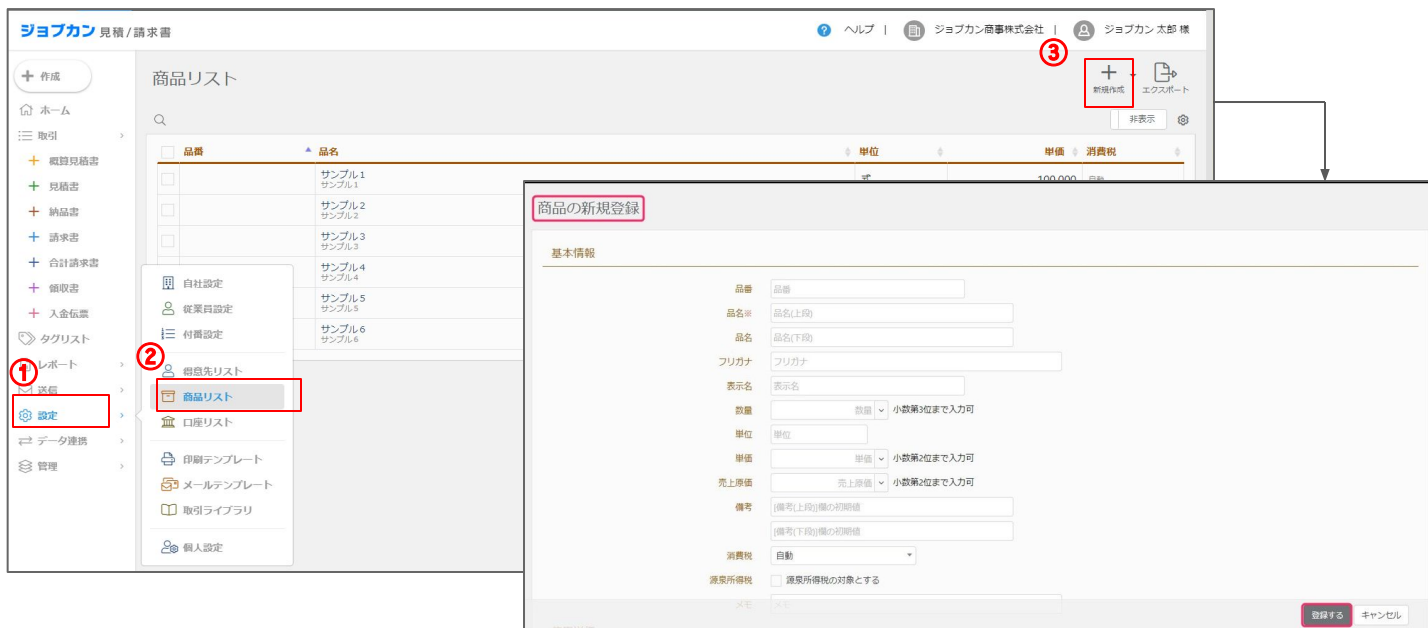 ジョブカン 見積/請求書
? ヘルプ | ジョブカン商事株式会社 | ジョブカン 太郎 様
作成
商品リスト
③
新規作成
エクスポート
ホーム
取引
概算見積書
見積書
納品書
請求書
合計請求書
領収書
入金伝票
タグリスト
レポート
①
送信
設定
データ連携
管理
非表示
品番 品名 単位 単価 消費税
サンプル1
サンプル1
式 100,000 自動
サンプル2
サンプル2
サンプル3
サンプル3
サンプル4
サンプル4
サンプル5
サンプル5
サンプル6
サンプル6
自社設定
従業員設定
付番設定
②
得意先リスト
商品リスト
口座リスト
印刷テンプレート
メールテンプレート
取引ライブラリ
個人設定
商品の新規登録
基本情報
品番 品番
品名※ 品名(上段)
品名 品名(下段)
フリガナ フリガナ
表示名 表示名
数量 数量 小数第3位まで入力可
単位 単位
単価 単価 小数第2位まで入力可
売上原価 売上原価 小数第2位まで入力可
備考 [備考(上段)]欄の初期値
[備考(下段)]欄の初期値
消費税 自動
源泉所得税 源泉所得税の対象とする
メモ メモ
登録する キャンセル